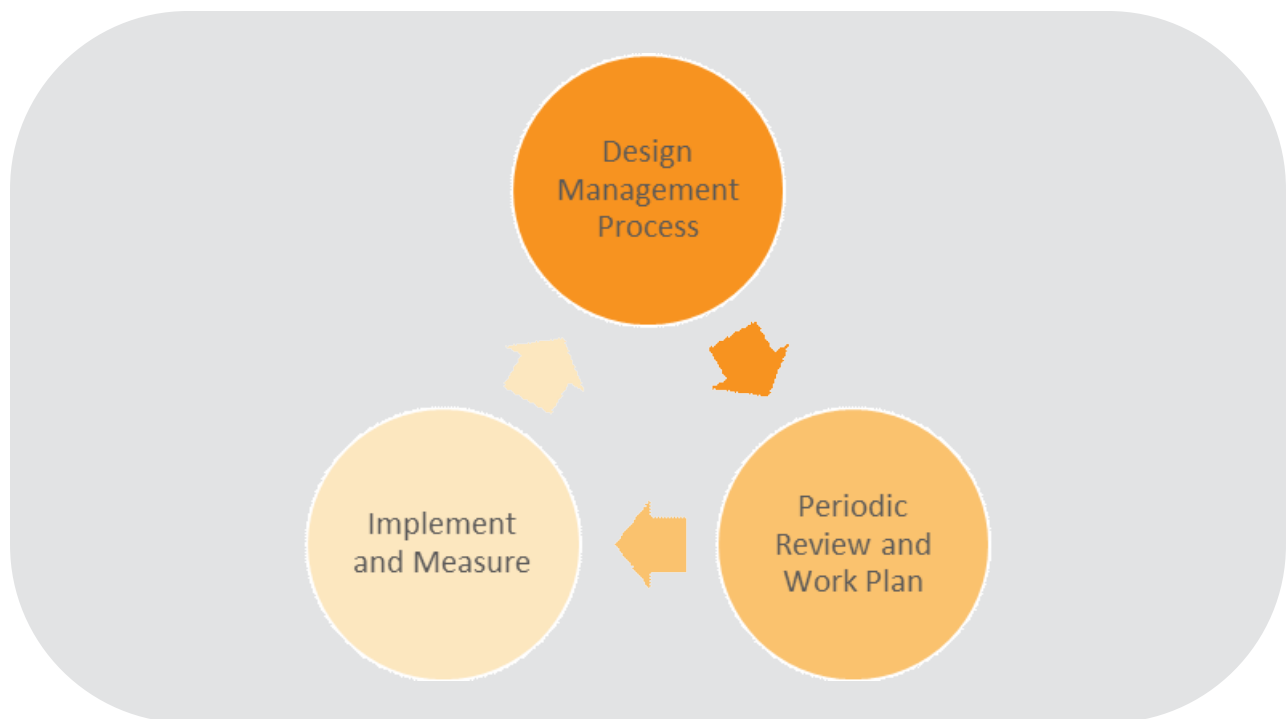 Design
Management
Process
Periodic
Review and
Work Plan
Implement
and Measure